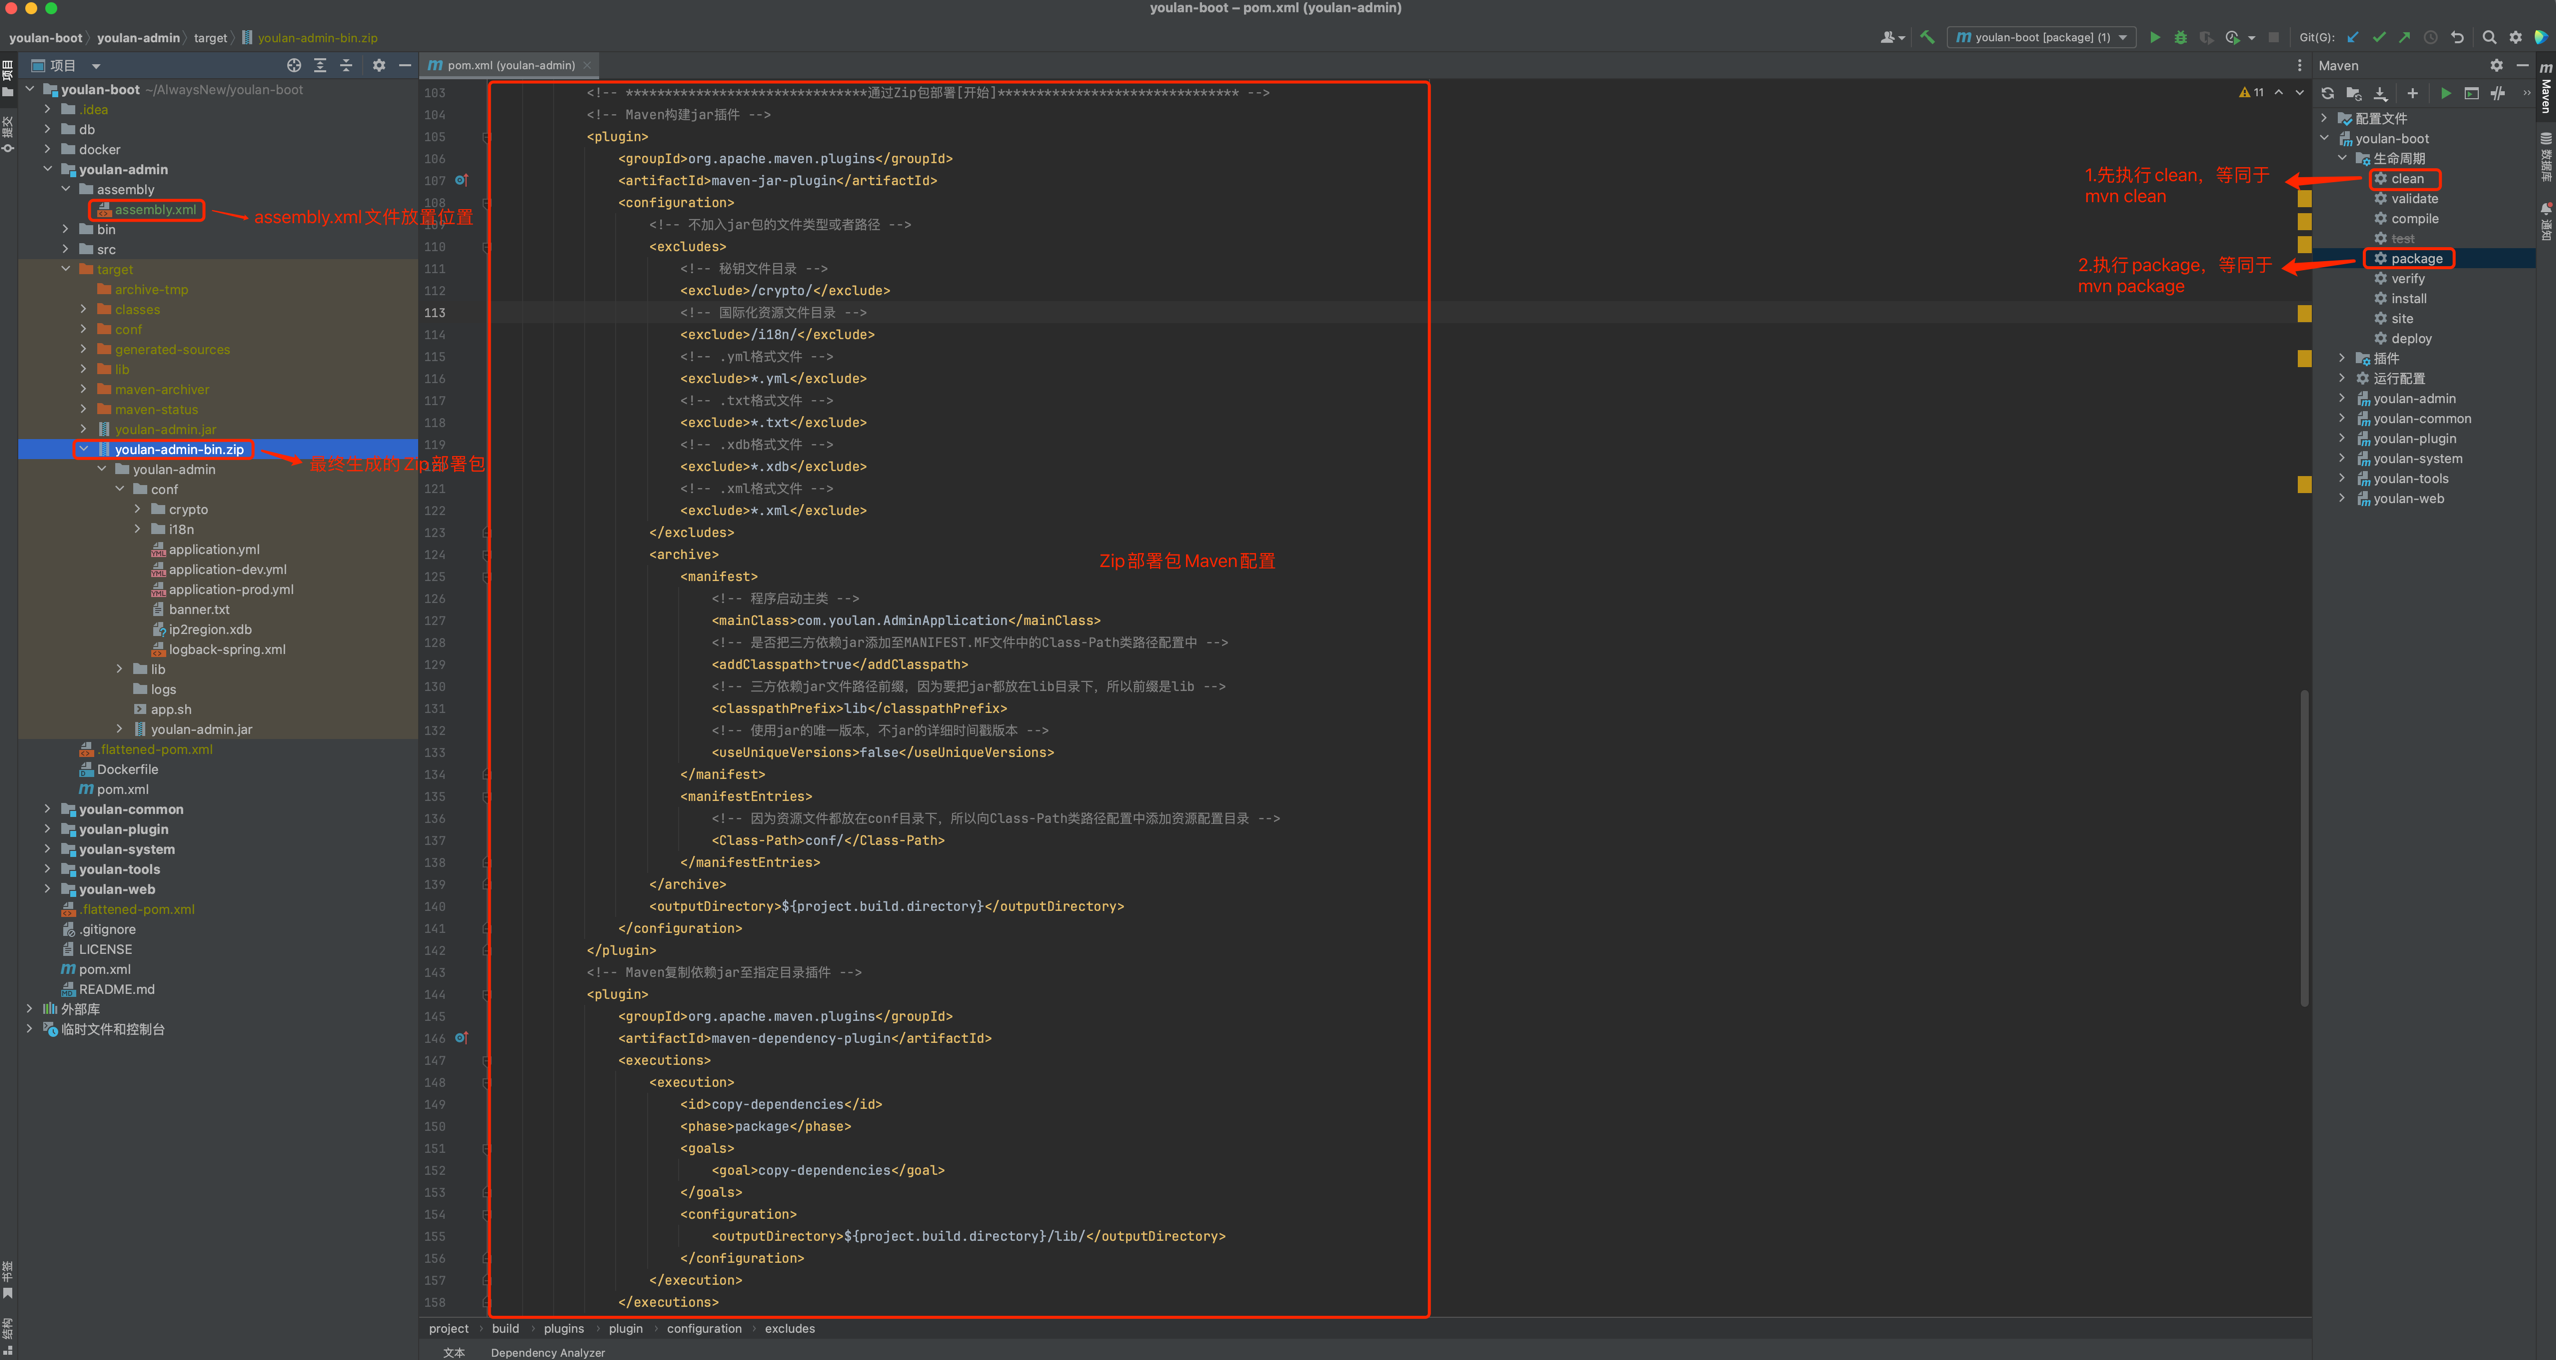 youlan-boot – pom.xml (youlan-admin)
youlan-boot 〉 youlan-admin 〉 target 〉 youlan-admin-bin.zip
youlan-boot [package] (1)
Git(G):
项目
提交
书签
结构
项目
youlan-boot ~/AlwaysNew/youlan-boot
.idea
db
docker
youlan-admin
assembly
assembly.xml
assembly.xml文件放置位置
bin
src
target
archive-tmp
classes
conf
generated-sources
lib
maven-archiver
maven-status
youlan-admin.jar
youlan-admin-bin.zip
最终生成的Zip部署包
youlan-admin
conf
crypto
i18n
application.yml
application-dev.yml
application-prod.yml
banner.txt
ip2region.xdb
logback-spring.xml
lib
logs
app.sh
youlan-admin.jar
.flattened-pom.xml
Dockerfile
pom.xml
youlan-common
youlan-plugin
youlan-system
youlan-tools
youlan-web
.flattened-pom.xml
.gitignore
LICENSE
pom.xml
README.md
外部库
临时文件和控制台
pom.xml (youlan-admin)
11
103 <!-- *******************************通过Zip包部署[开始]******************************* -->
104 <!-- Maven构建jar插件 -->
105 <plugin>
106 <groupId>org.apache.maven.plugins</groupId>
107 <artifactId>maven-jar-plugin</artifactId>
108 <configuration>
<!-- 不加入jar包的文件类型或者路径 -->
110 <excludes>
111 <!-- 秘钥文件目录 -->
112 <exclude>/crypto/</exclude>
113 <!-- 国际化资源文件目录 -->
114 <exclude>/i18n/</exclude>
115 <!-- .yml格式文件 -->
116 <exclude>*.yml</exclude>
117 <!-- .txt格式文件 -->
118 <exclude>*.txt</exclude>
119 <!-- .xdb格式文件 -->
<exclude>*.xdb</exclude>
121 <!-- .xml格式文件 -->
122 <exclude>*.xml</exclude>
123 </excludes>
124 <archive>
Zip部署包Maven配置
125 <manifest>
126 <!-- 程序启动主类 -->
127 <mainClass>com.youlan.AdminApplication</mainClass>
128 <!-- 是否把三方依赖jar添加至MANIFEST.MF文件中的Class-Path类路径配置中 -->
129 <addClasspath>true</addClasspath>
130 <!-- 三方依赖jar文件路径前缀，因为要把jar都放在lib目录下，所以前缀是lib -->
131 <classpathPrefix>lib</classpathPrefix>
132 <!-- 使用jar的唯一版本，不jar的详细时间戳版本 -->
133 <useUniqueVersions>false</useUniqueVersions>
134 </manifest>
135 <manifestEntries>
136 <!-- 因为资源文件都放在conf目录下，所以向Class-Path类路径配置中添加资源配置目录 -->
137 <Class-Path>conf/</Class-Path>
138 </manifestEntries>
139 </archive>
140 <outputDirectory>${project.build.directory}</outputDirectory>
141 </configuration>
142 </plugin>
143 <!-- Maven复制依赖jar至指定目录插件 -->
144 <plugin>
145 <groupId>org.apache.maven.plugins</groupId>
146 <artifactId>maven-dependency-plugin</artifactId>
147 <executions>
148 <execution>
149 <id>copy-dependencies</id>
150 <phase>package</phase>
151 <goals>
152 <goal>copy-dependencies</goal>
153 </goals>
154 <configuration>
155 <outputDirectory>${project.build.directory}/lib/</outputDirectory>
156 </configuration>
157 </execution>
158 </executions>
project › build › plugins › plugin › configuration › excludes
文本 Dependency Analyzer
1.先执行clean，等同于
mvn clean
2.执行package，等同于
mvn package
Maven
配置文件
youlan-boot
生命周期
clean
validate
compile
test
package
verify
install
site
deploy
插件
运行配置
youlan-admin
youlan-common
youlan-plugin
youlan-system
youlan-tools
youlan-web
Maven
数据库
通知